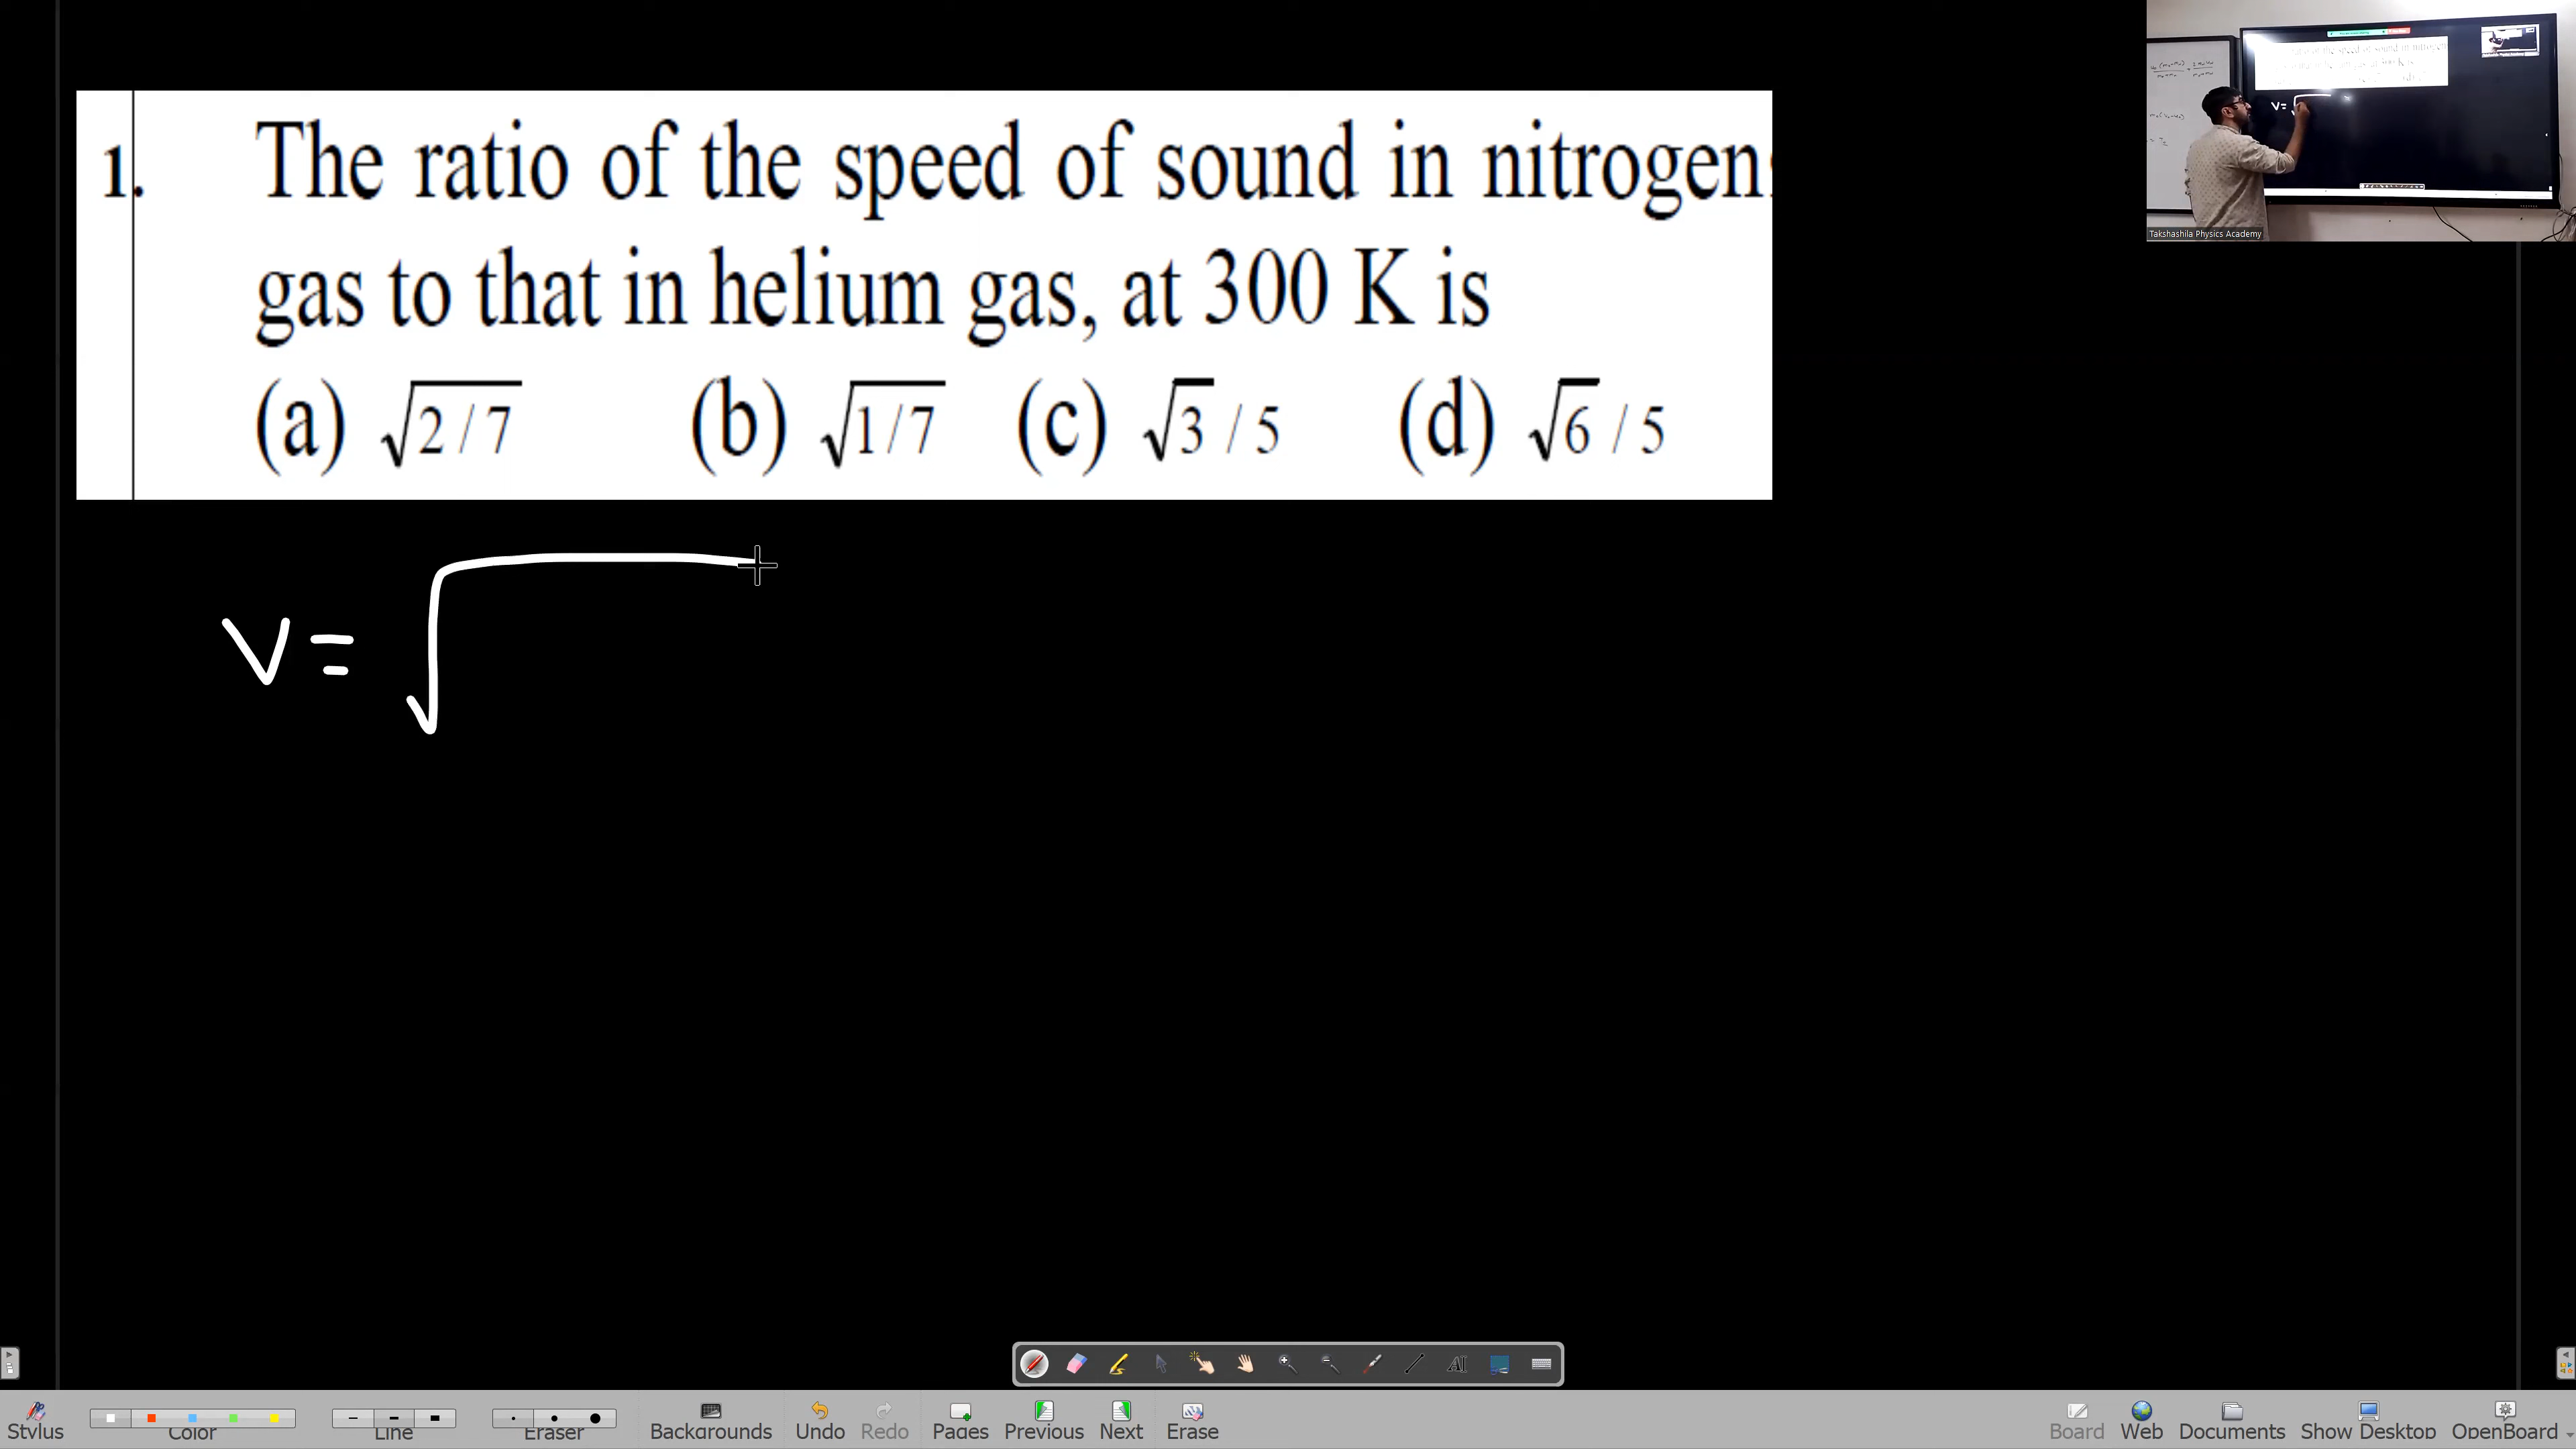 1. The ratio of the speed of sound in nitrogen
gas to that in helium gas, at 300 K is
(a) √2 / 7 (b) √1 / 7 (c) √3 / 5 (d) √6 / 5
V = √
Takshashila Physics Academy
Stylus Color Line Eraser Backgrounds Undo Redo Pages Previous Next Erase Board Web Documents Show Desktop OpenBoard